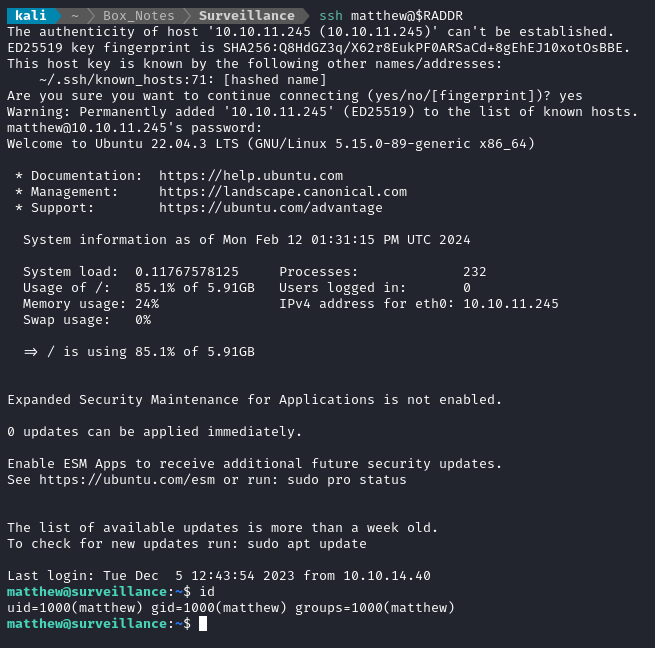 kali ~ Box_Notes Surveillance ssh matthew@$RADDR
The authenticity of host '10.10.11.245 (10.10.11.245)' can't be established.
ED25519 key fingerprint is SHA256:Q8HdGZ3q/X62r8EukPF0ARSaCd+8gEhEJ10xotOsBBE.
This host key is known by the following other names/addresses:
    ~/.ssh/known_hosts:71: [hashed name]
Are you sure you want to continue connecting (yes/no/[fingerprint])? yes
Warning: Permanently added '10.10.11.245' (ED25519) to the list of known hosts.
matthew@10.10.11.245's password:
Welcome to Ubuntu 22.04.3 LTS (GNU/Linux 5.15.0-89-generic x86_64)
 * Documentation:  https://help.ubuntu.com
 * Management:     https://landscape.canonical.com
 * Support:        https://ubuntu.com/advantage
  System information as of Mon Feb 12 01:31:15 PM UTC 2024
  System load:  0.11767578125     Processes:             232
  Usage of /:   85.1% of 5.91GB   Users logged in:       0
  Memory usage: 24%               IPv4 address for eth0: 10.10.11.245
  Swap usage:   0%
  => / is using 85.1% of 5.91GB
Expanded Security Maintenance for Applications is not enabled.
0 updates can be applied immediately.
Enable ESM Apps to receive additional future security updates.
See https://ubuntu.com/esm or run: sudo pro status
The list of available updates is more than a week old.
To check for new updates run: sudo apt update
Last login: Tue Dec  5 12:43:54 2023 from 10.10.14.40
matthew@surveillance:~$ id
uid=1000(matthew) gid=1000(matthew) groups=1000(matthew)
matthew@surveillance:~$